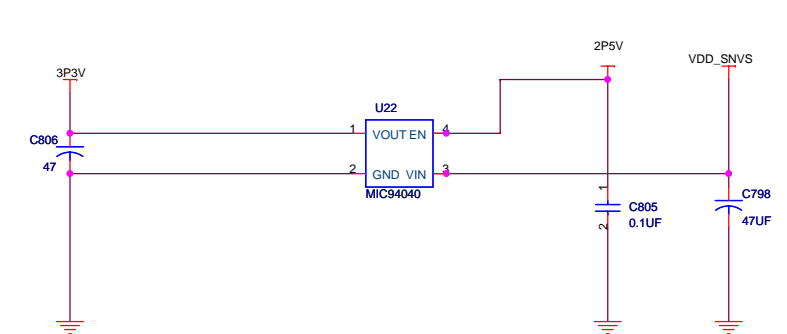 2P5V
VDD_SNVS
3P3V
U22
1
VOUT EN
4
C806
47
2
GND VIN
3
MIC94040
1
C805
0.1UF
2
C798
47UF